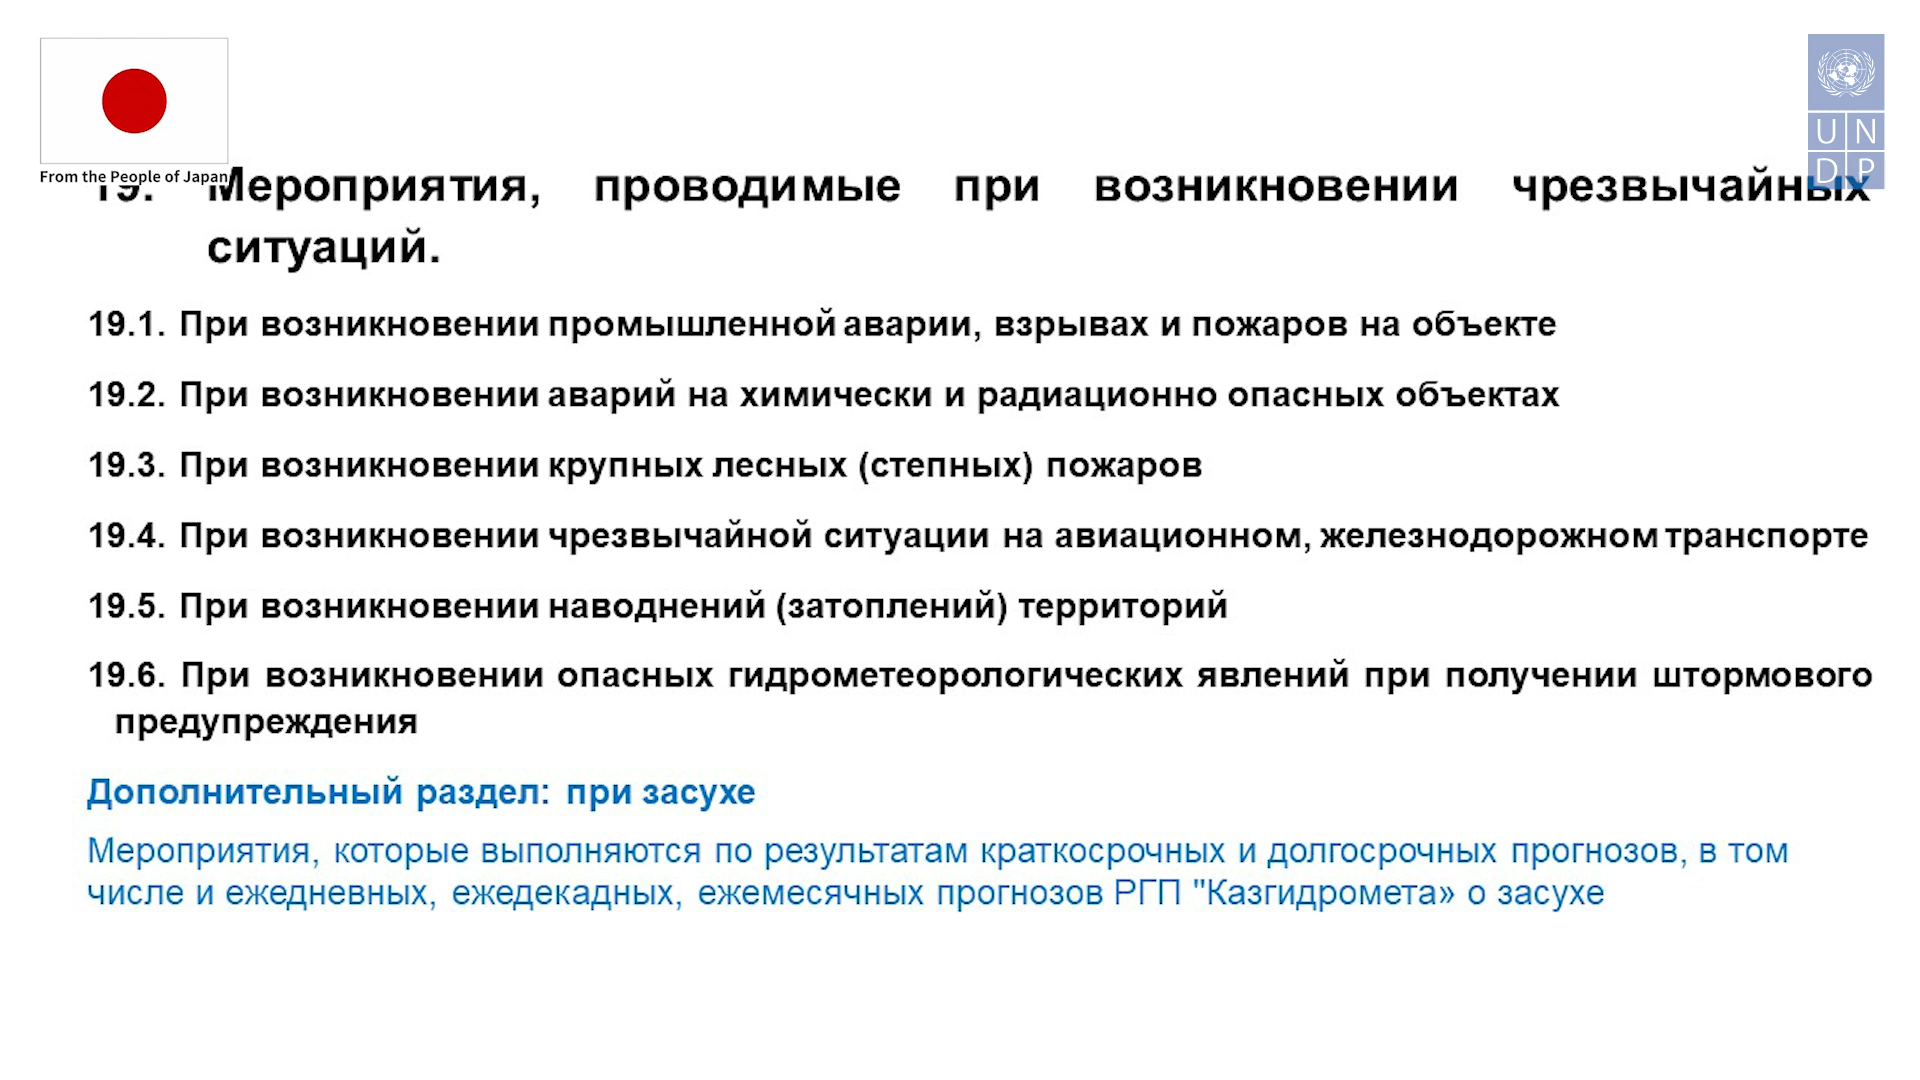 From the People of Japan
UN
DP
19. Мероприятия, проводимые при возникновении чрезвычайных
ситуаций.
19.1. При возникновении промышленной аварии, взрывах и пожаров на объекте
19.2. При возникновении аварий на химически и радиационно опасных объектах
19.3. При возникновении крупных лесных (степных) пожаров
19.4. При возникновении чрезвычайной ситуации на авиационном, железнодорожном транспорте
19.5. При возникновении наводнений (затоплений) территорий
19.6. При возникновении опасных гидрометеорологических явлений при получении штормового
предупреждения
Дополнительный раздел: при засухе
Мероприятия, которые выполняются по результатам краткосрочных и долгосрочных прогнозов, в том
числе и ежедневных, ежедекадных, ежемесячных прогнозов РГП "Казгидромета» о засухе